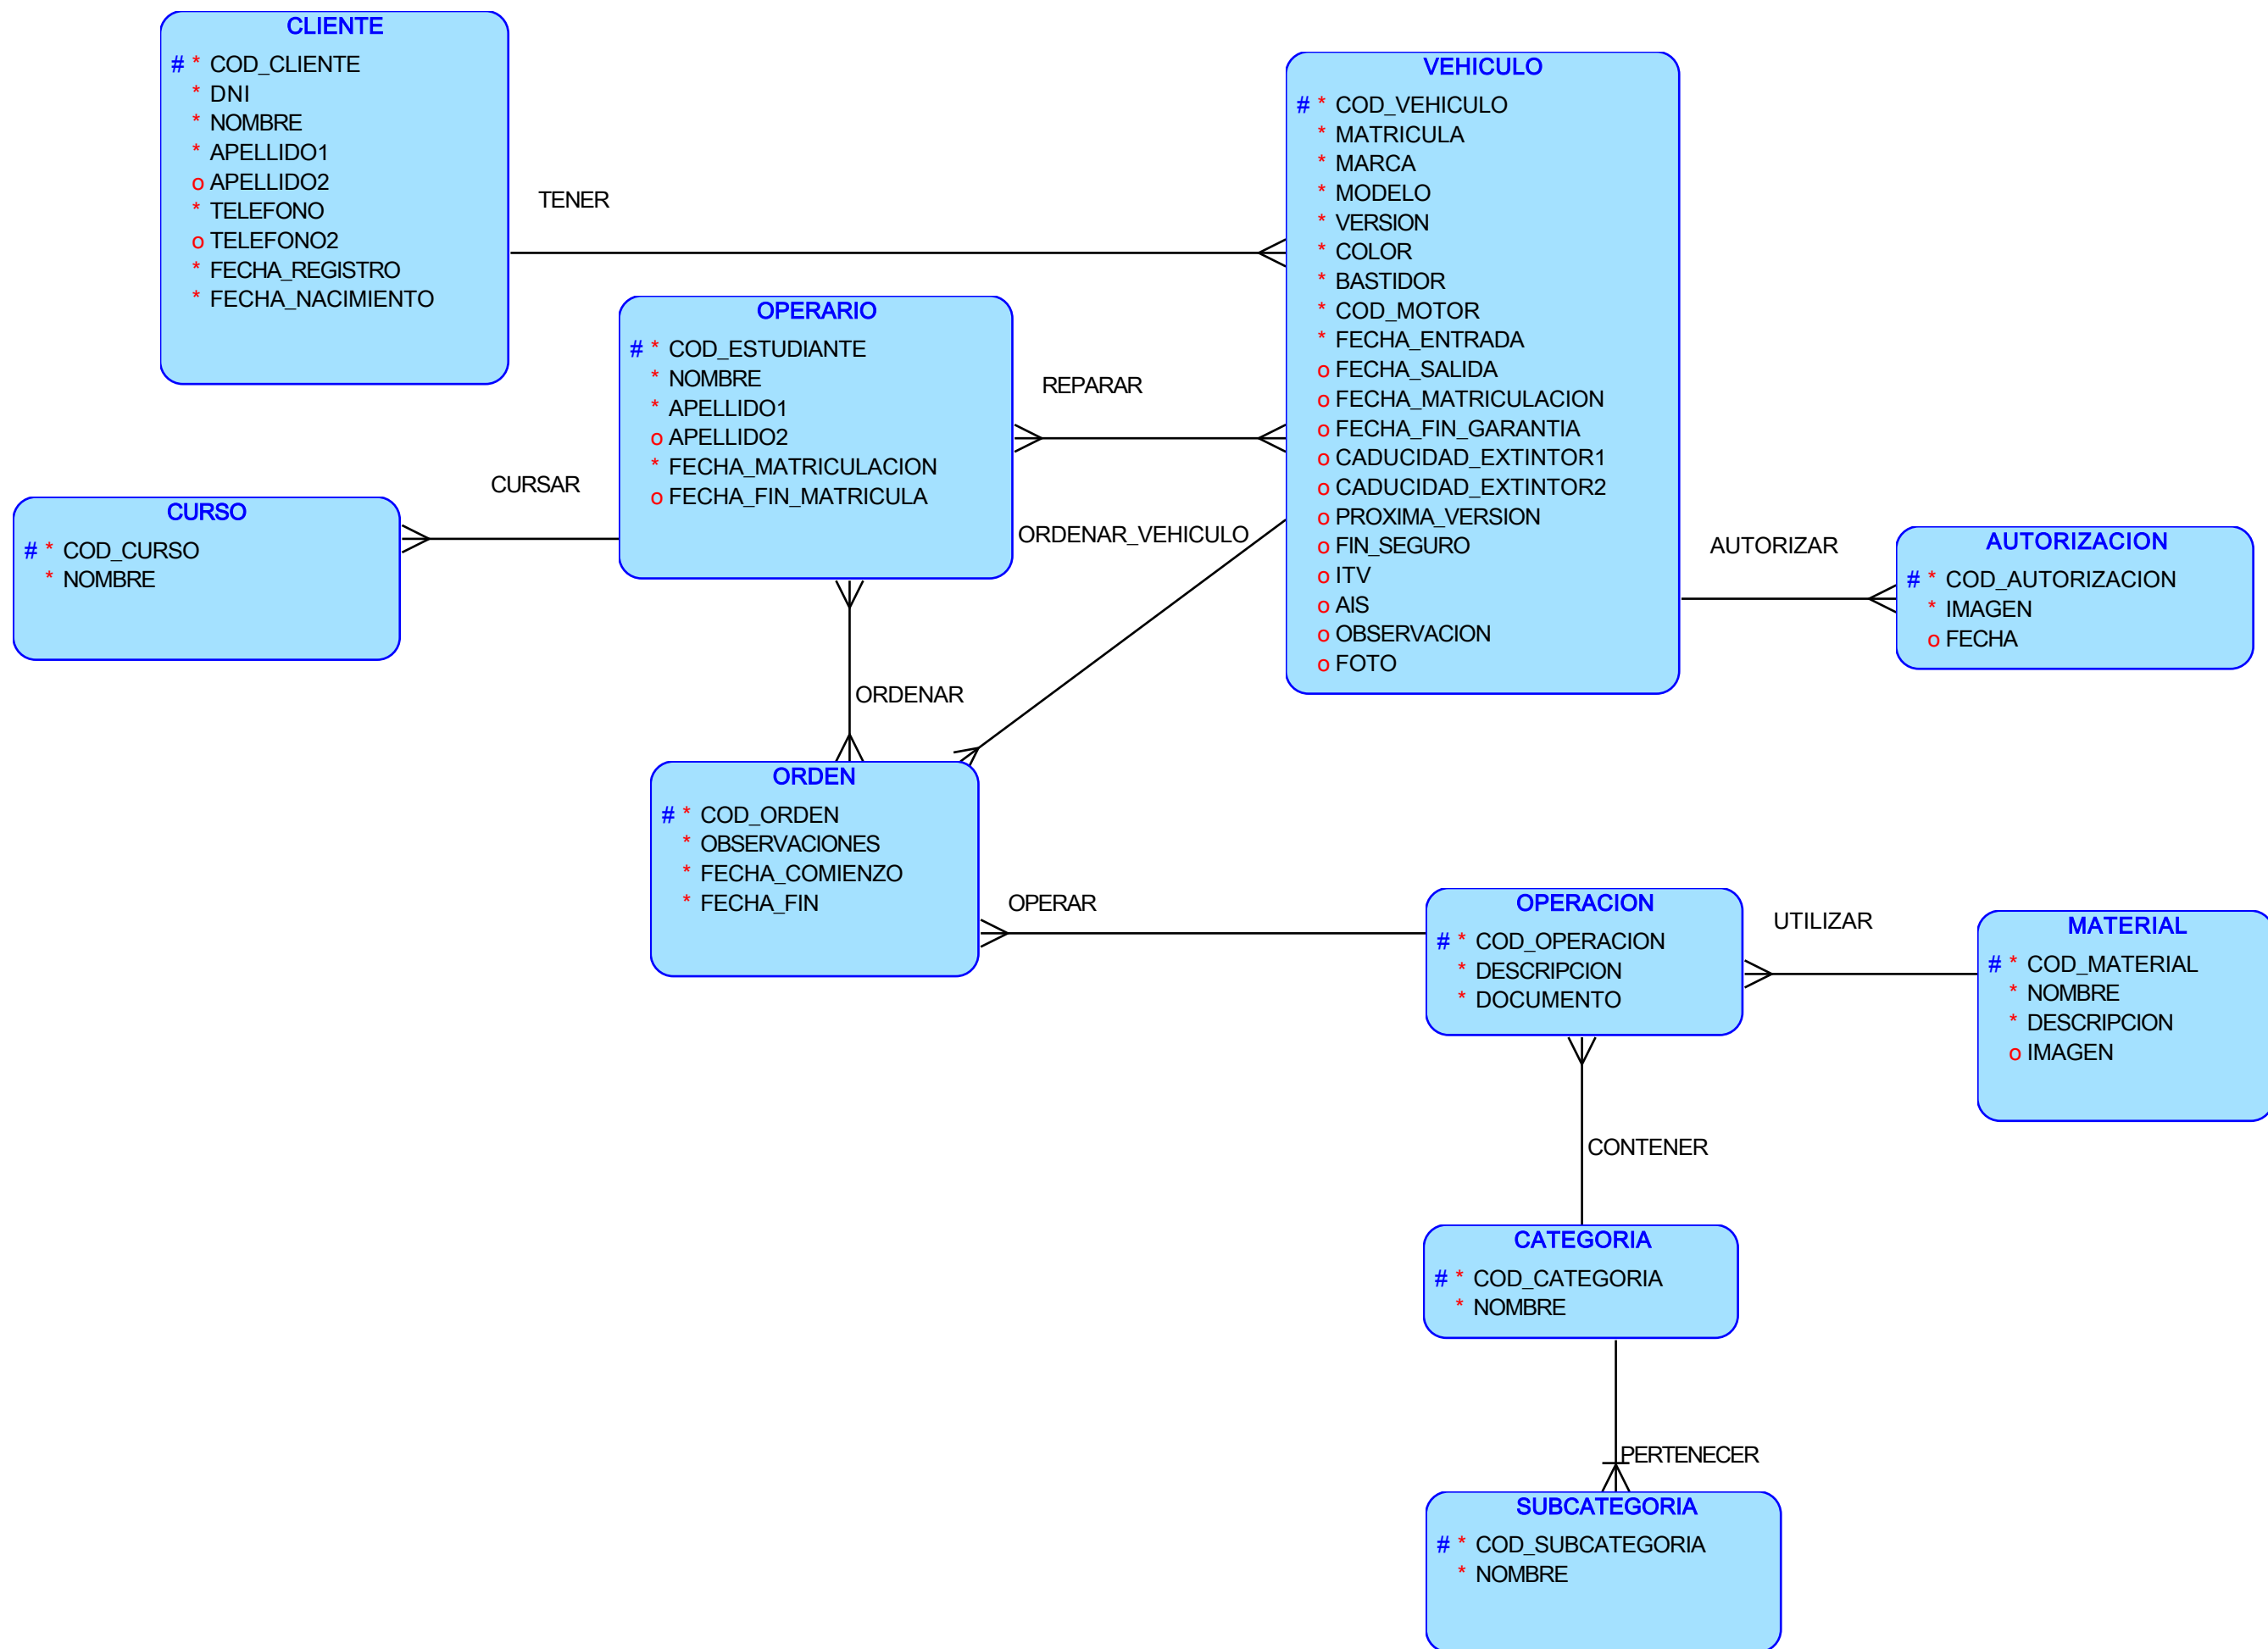 CLIENTE
# * COD_CLIENTE
* DNI
* NOMBRE
* APELLIDO1
o APELLIDO2
* TELEFONO
o TELEFONO2
* FECHA_REGISTRO
* FECHA_NACIMIENTO
TENER
VEHICULO
# * COD_VEHICULO
* MATRICULA
* MARCA
* MODELO
* VERSION
* COLOR
* BASTIDOR
* COD_MOTOR
* FECHA_ENTRADA
o FECHA_SALIDA
o FECHA_MATRICULACION
o FECHA_FIN_GARANTIA
o CADUCIDAD_EXTINTOR1
o CADUCIDAD_EXTINTOR2
o PROXIMA_VERSION
o FIN_SEGURO
o ITV
o AIS
o OBSERVACION
o FOTO
OPERARIO
# * COD_ESTUDIANTE
* NOMBRE
* APELLIDO1
o APELLIDO2
* FECHA_MATRICULACION
o FECHA_FIN_MATRICULA
REPARAR
CURSAR
CURSO
# * COD_CURSO
* NOMBRE
ORDENAR_VEHICULO
AUTORIZAR
AUTORIZACION
# * COD_AUTORIZACION
* IMAGEN
o FECHA
ORDENAR
ORDEN
# * COD_ORDEN
* OBSERVACIONES
* FECHA_COMIENZO
* FECHA_FIN
OPERAR
OPERACION
# * COD_OPERACION
* DESCRIPCION
* DOCUMENTO
UTILIZAR
MATERIAL
# * COD_MATERIAL
* NOMBRE
* DESCRIPCION
o IMAGEN
CONTENER
CATEGORIA
# * COD_CATEGORIA
* NOMBRE
PERTENECER
SUBCATEGORIA
# * COD_SUBCATEGORIA
* NOMBRE